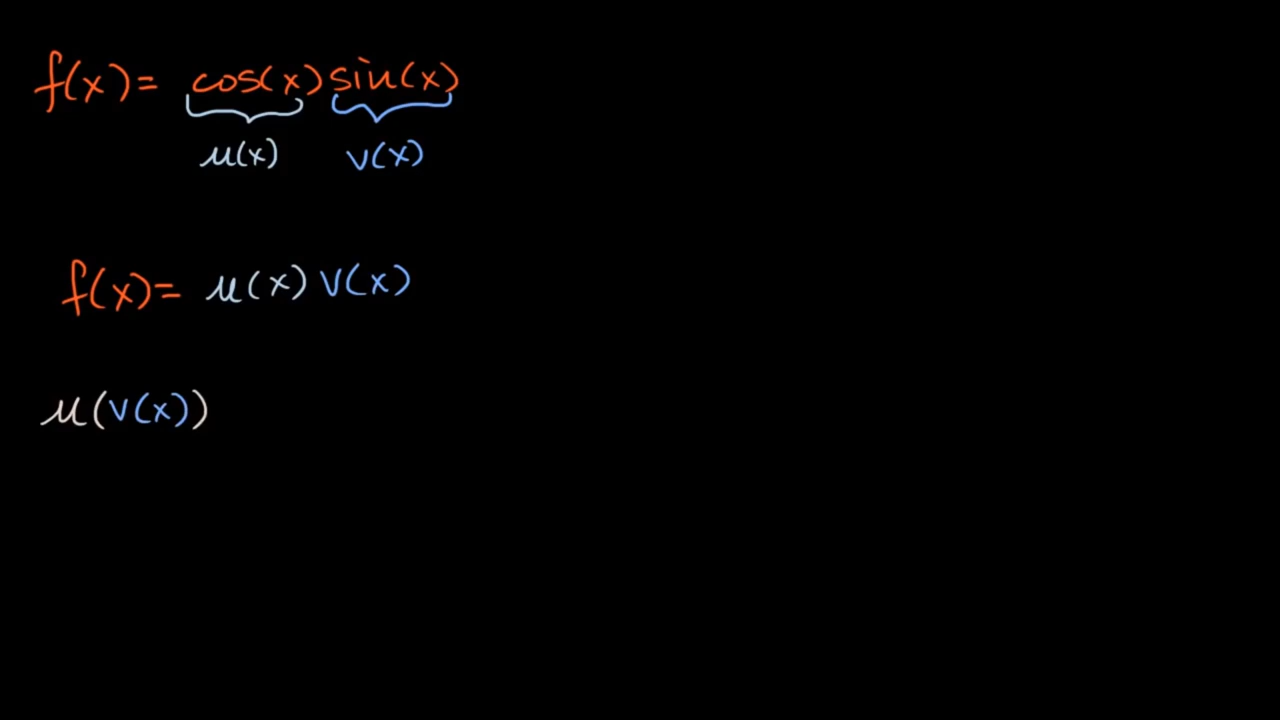 f(x)= cos(x) sin(x)
u(x) v(x)
f(x)= u(x) v(x)
u(v(x))